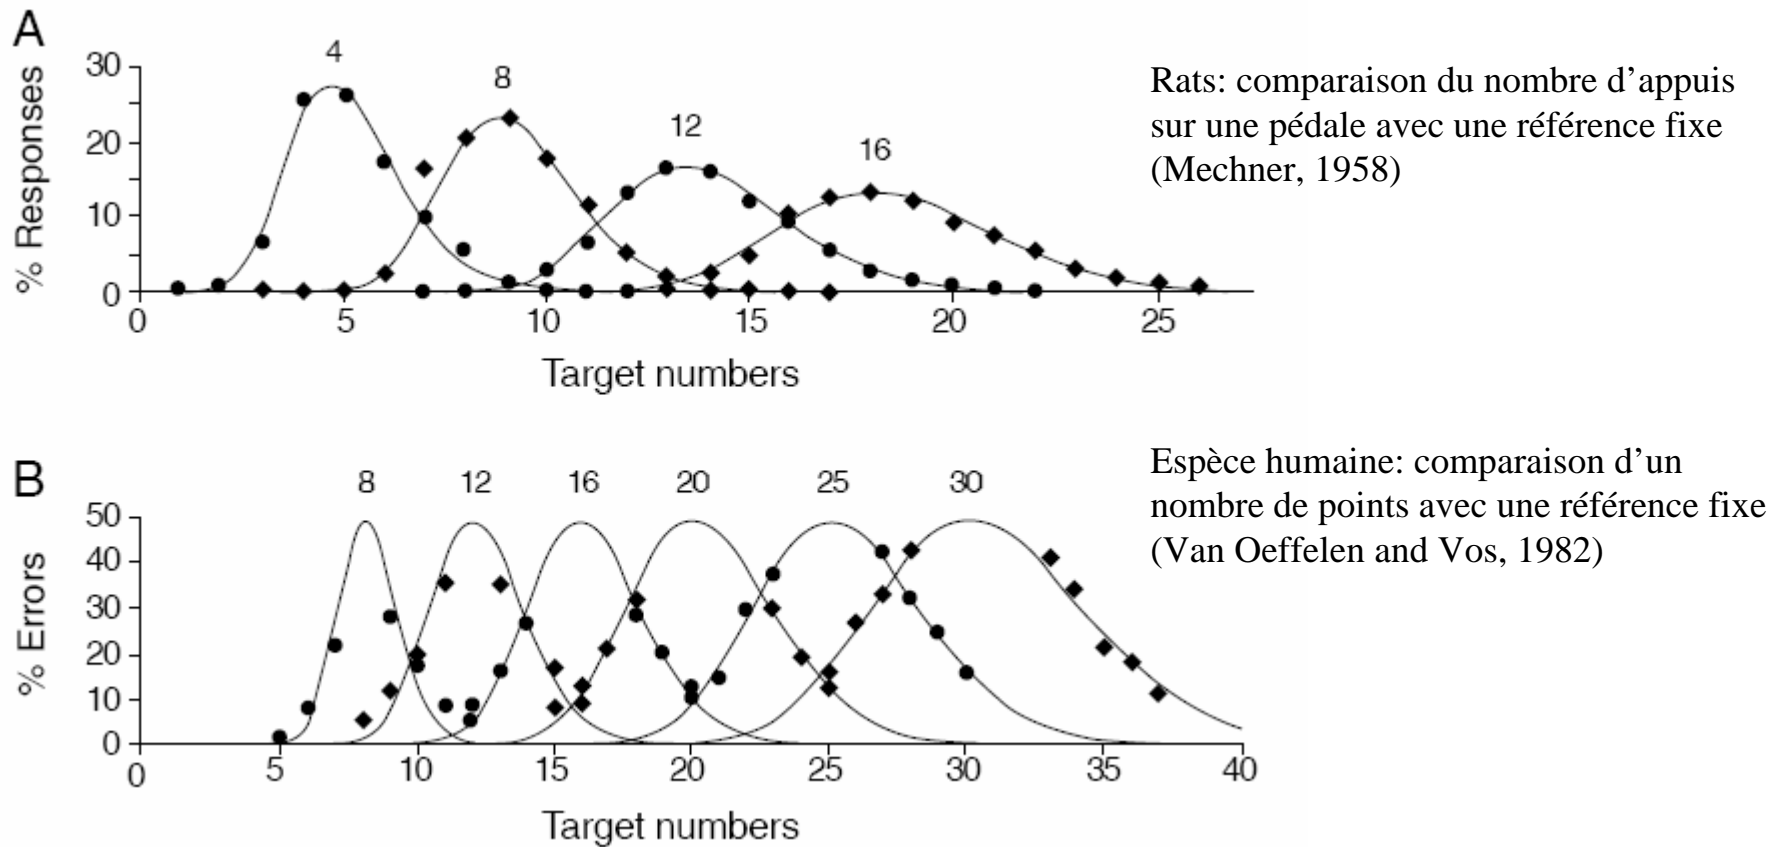 A
4
8
12
16
30
20
10
0
% Responses
0 5 10 15 20 25
Target numbers
Rats: comparaison du nombre d’appuis
sur une pédale avec une référence fixe
(Mechner, 1958)
B
8 12 16 20 25 30
50
40
30
20
10
0
% Errors
0 5 10 15 20 25 30 35 40
Target numbers
Espèce humaine: comparaison d’un
nombre de points avec une référence fixe
(Van Oeffelen and Vos, 1982)